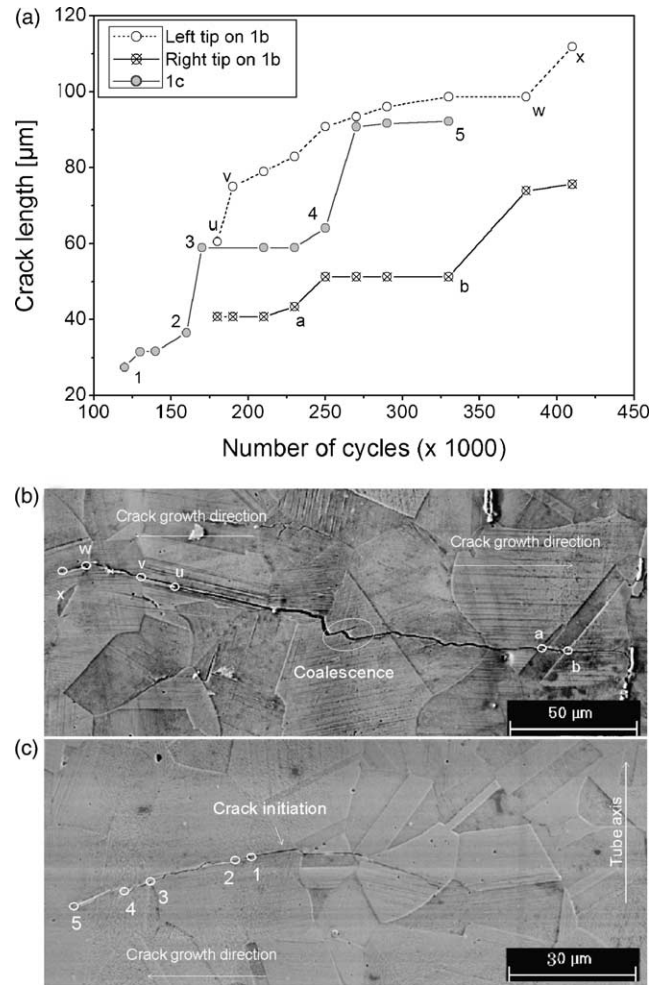 (a)
120
100
80
60
40
20
Crack length [µm]
Left tip on 1b
Right tip on 1b
1c
u
v
w
x
1
2
3
4
5
a
b
100 150 200 250 300 350 400 450
Number of cycles (x 1000)
(b)
Crack growth direction
Crack growth direction
w
v
u
x
a
b
Coalescence
50 µm
(c)
Crack initiation
Tube axis
2 1
5 4 3
Crack growth direction
30 µm